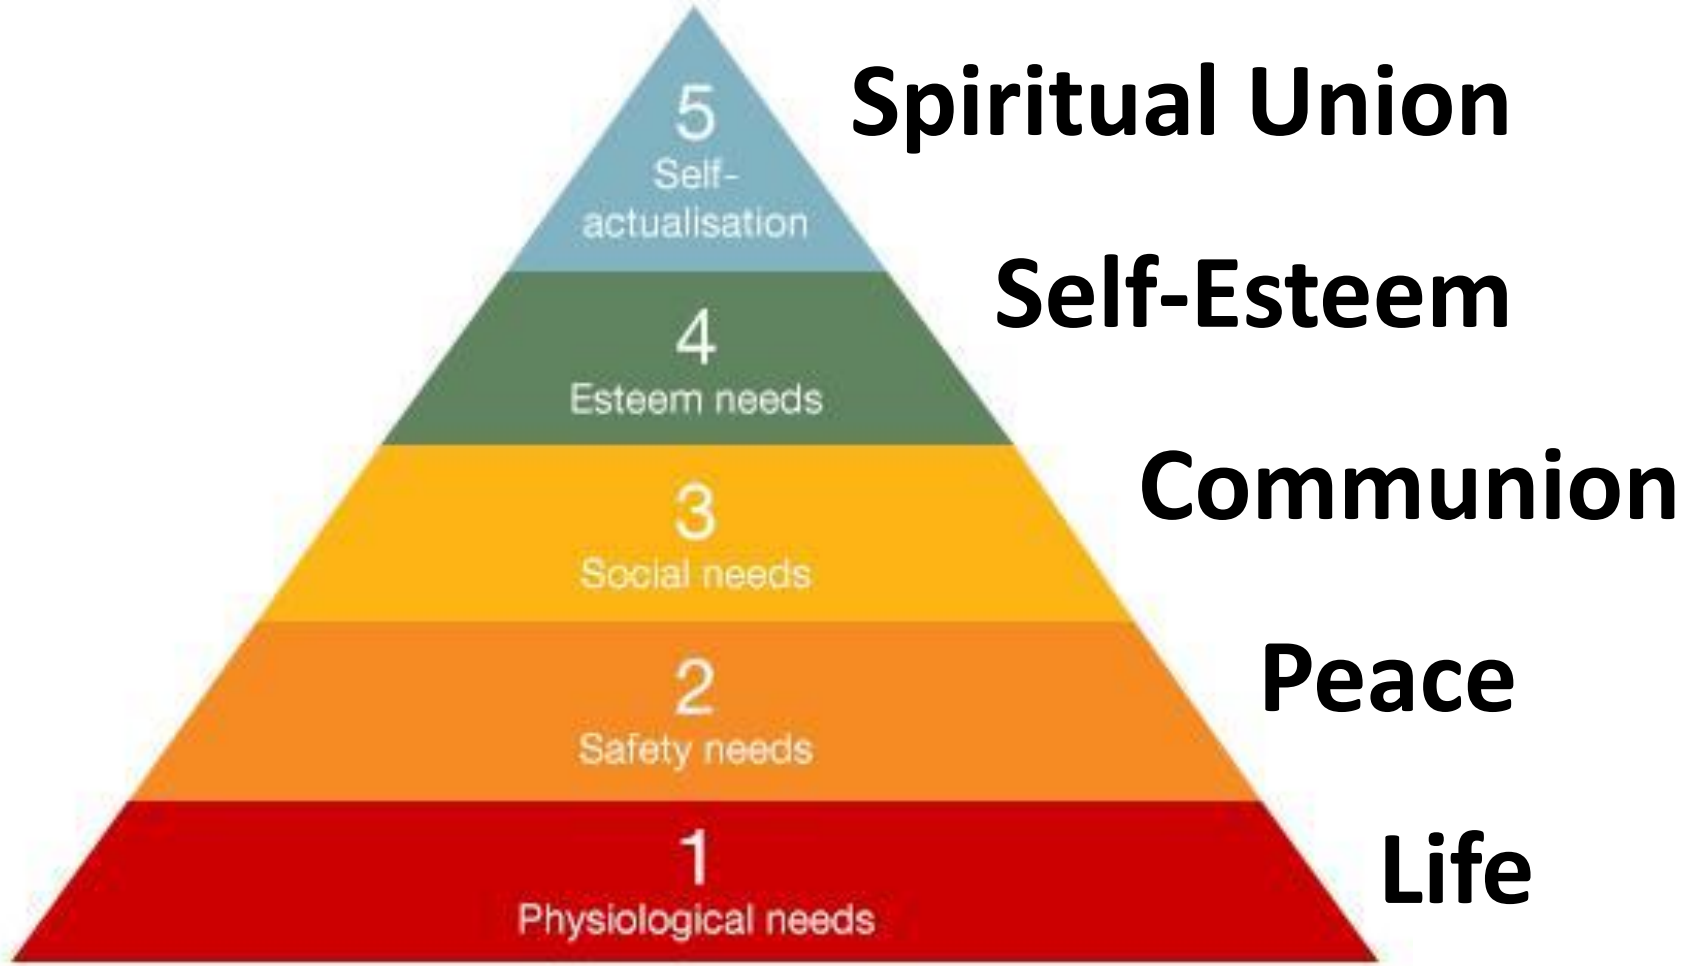 5
Self-
actualisation
Spiritual Union
4
Esteem needs
Self-Esteem
3
Social needs
Communion
2
Safety needs
Peace
1
Physiological needs
Life